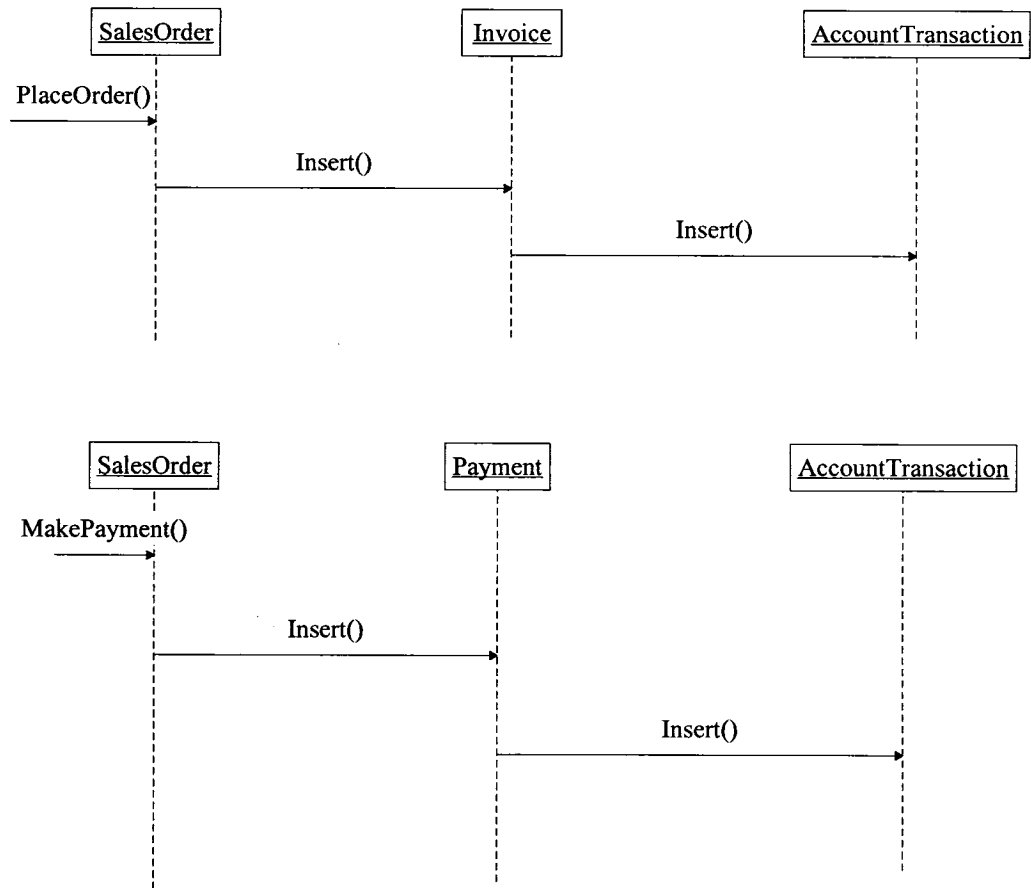 SalesOrder
Invoice
AccountTransaction
PlaceOrder()
Insert()
Insert()
SalesOrder
Payment
AccountTransaction
MakePayment()
Insert()
Insert()